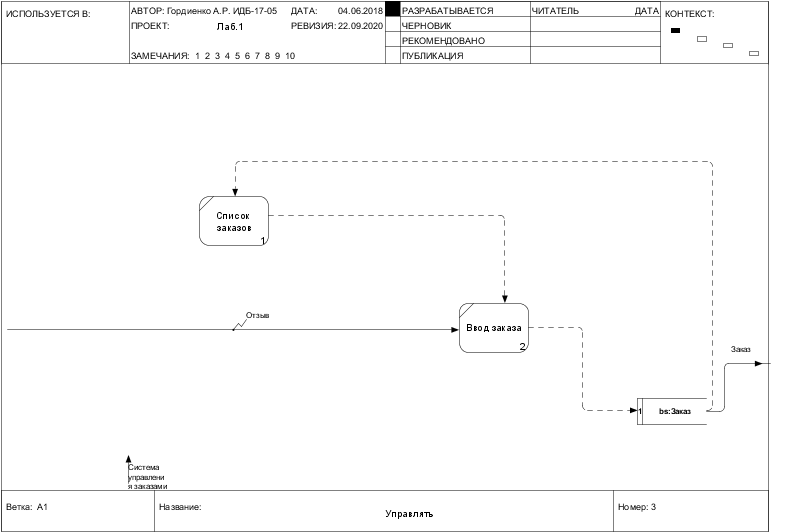 ИСПОЛЬЗУЕТСЯ В:
АВТОР: Гордиенко А.Р. ИДБ-17-05
ДАТА: 04.06.2018
РАЗРАБАТЫВАЕТСЯ
ЧИТАТЕЛЬ
ДАТА
КОНТЕКСТ:
ПРОЕКТ: Лаб.1
РЕВИЗИЯ: 22.09.2020
ЧЕРНОВИК
РЕКОМЕНДОВАНО
ЗАМЕЧАНИЯ: 1 2 3 4 5 6 7 8 9 10
ПУБЛИКАЦИЯ
Список
заказов
1
Отзыв
Ввод заказа
2
Заказ
1 bs:Заказ
Система
управлени
я заказами
Ветка: A1
Название:
Управлять
Номер: 3